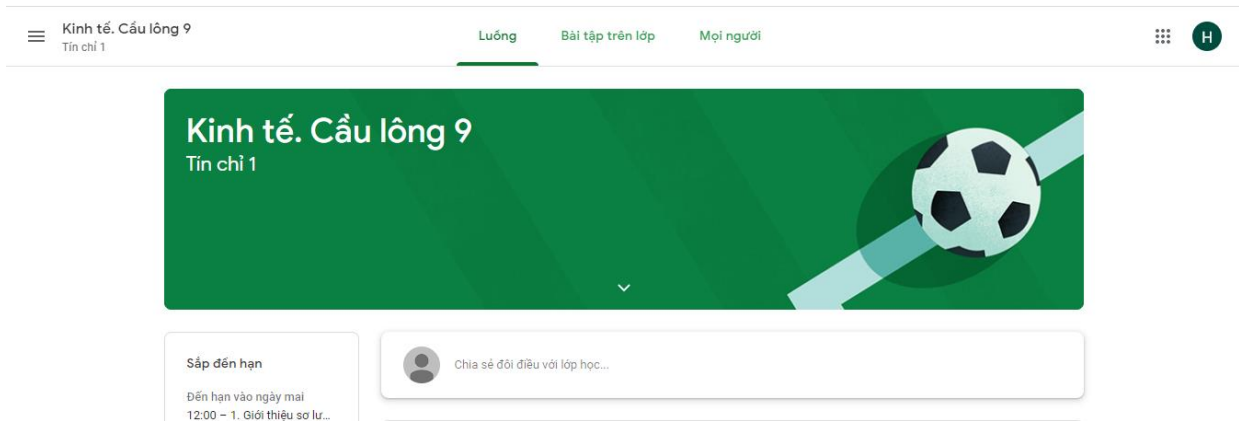 Kinh tế. Cầu lông 9
Tín chỉ 1
Luồng
Bài tập trên lớp
Mọi người
H
Kinh tế. Cầu lông 9
Tín chỉ 1
Sắp đến hạn
Đến hạn vào ngày mai
12:00 – 1. Giới thiệu sơ lư...
Chia sẻ đôi điều với lớp học...